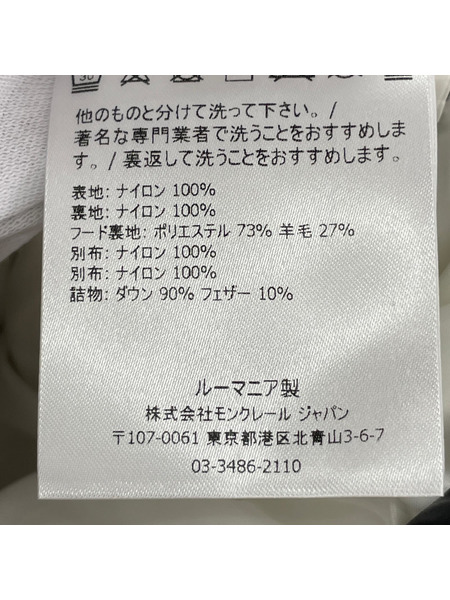 30
他のものと分けて洗って下さい。/
著名な専門業者で洗うことをおすすめしま
す。/ 裏返して洗うことをおすすめします。
表地: ナイロン 100%
裏地: ナイロン 100%
フード裏地: ポリエステル 73% 羊毛 27%
別布: ナイロン 100%
別布: ナイロン 100%
詰物: ダウン 90% フェザー 10%
ルーマニア製
株式会社モンクレール ジャパン
〒107-0061 東京都港区北青山3-6-7
03-3486-2110